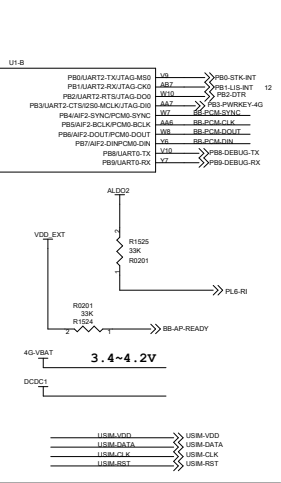 U1-B
PB0/UART2-TX/JTAG-MS0 V9 PB0-STK-INT
PB1/UART2-RX/JTAG-CK0 AB7 PB1-LIS-INT 12
PB2/UART2-RTS/JTAG-DO0 W10 PB2-DTR
PB3/UART2-CTS/I2S0-MCLK/JTAG-DI0 AA7 PB3-PWRKEY-4G
PB4/AIF2-SYNC/PCM0-SYNC W7 BB-PCM-SYNC
PB5/AIF2-BCLK/PCM0-BCLK AA6 BB-PCM-CLK
PB6/AIF2-DOUT/PCM0-DOUT W8 BB-PCM-DOUT
PB7/AIF2-DINPCM0-DIN Y6 BB-PCM-DIN
PB8/UART0-TX V10 PB8-DEBUG-TX
PB9/UART0-RX Y7 PB9-DEBUG-RX
ALDO2
VDD_EXT
2
R1525
33K
R0201
1
PL6-RI
R0201
33K
R1524
2 1 BB-AP-READY
4G-VBAT 3.4~4.2V
DCDC1
USIM-VDD USIM-VDD
USIM-DATA USIM-DATA
USIM-CLK USIM-CLK
USIM-RST USIM-RST